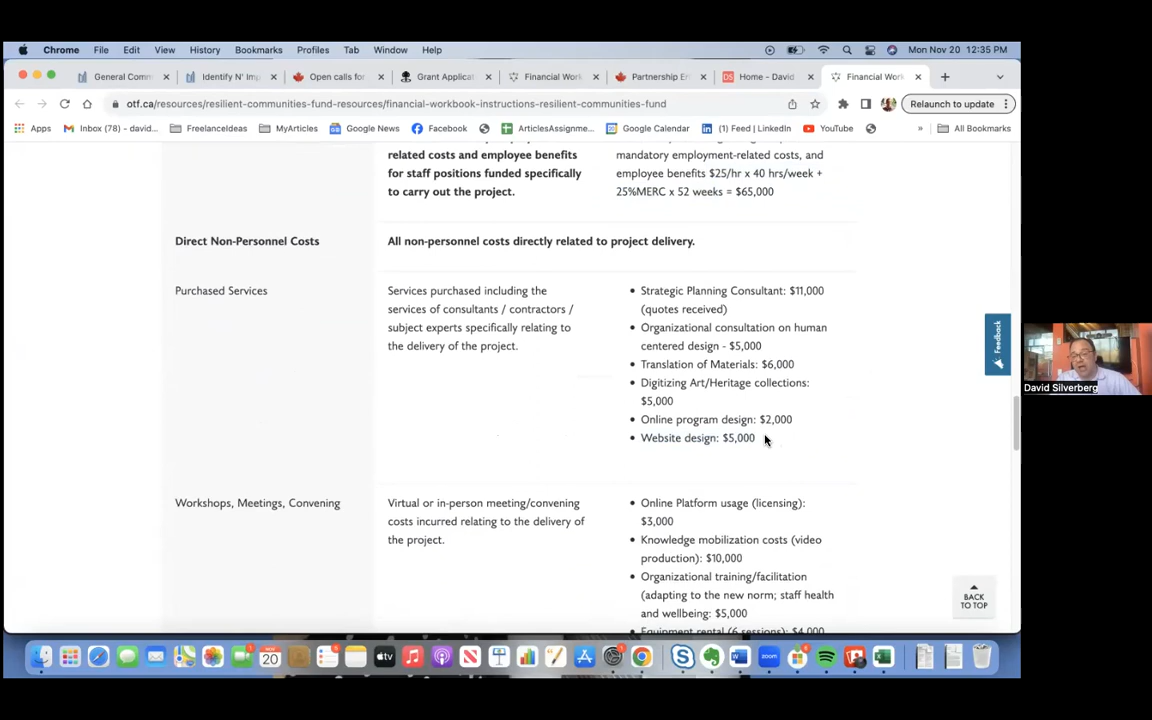 Chrome File Edit View History Bookmarks Profiles Tab Window Help Mon Nov 20 12:35 PM
General Comm Identify N' Imp Open calls for Grant Applicat Financial Work Partnership En Home - David Financial Work
otf.ca/resources/resilient-communities-fund-resources/financial-workbook-instructions-resilient-communities-fund Relaunch to update
Apps Inbox (78) - david... FreelanceIdeas MyArticles Google News Facebook ArticlesAssignme... Google Calendar (1) Feed | LinkedIn YouTube » All Bookmarks
related costs and employee benefits
for staff positions funded specifically
to carry out the project.
mandatory employment-related costs, and
employee benefits $25/hr x 40 hrs/week +
25%MERC x 52 weeks = $65,000
Direct Non-Personnel Costs
All non-personnel costs directly related to project delivery.
Purchased Services
Services purchased including the
services of consultants / contractors /
subject experts specifically relating to
the delivery of the project.
• Strategic Planning Consultant: $11,000
(quotes received)
• Organizational consultation on human
centered design - $5,000
• Translation of Materials: $6,000
• Digitizing Art/Heritage collections:
$5,000
• Online program design: $2,000
• Website design: $5,000
Workshops, Meetings, Convening
Virtual or in-person meeting/convening
costs incurred relating to the delivery of
the project.
• Online Platform usage (licensing):
$3,000
• Knowledge mobilization costs (video
production): $10,000
• Organizational training/facilitation
(adapting to the new norm; staff health
and wellbeing: $5,000
• Equipment rental (6 sessions): $4,000
Feedback
BACK
TO TOP
David Silverberg
NOV
20
tv
zoom